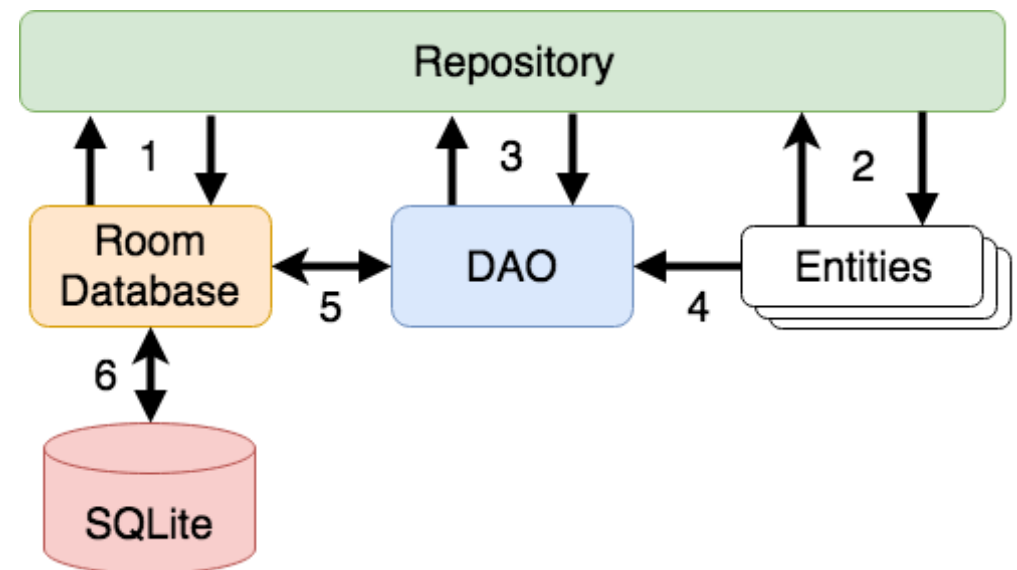 Repository
1
3
2
Room
Database
DAO
Entities
5
4
6
SQLite